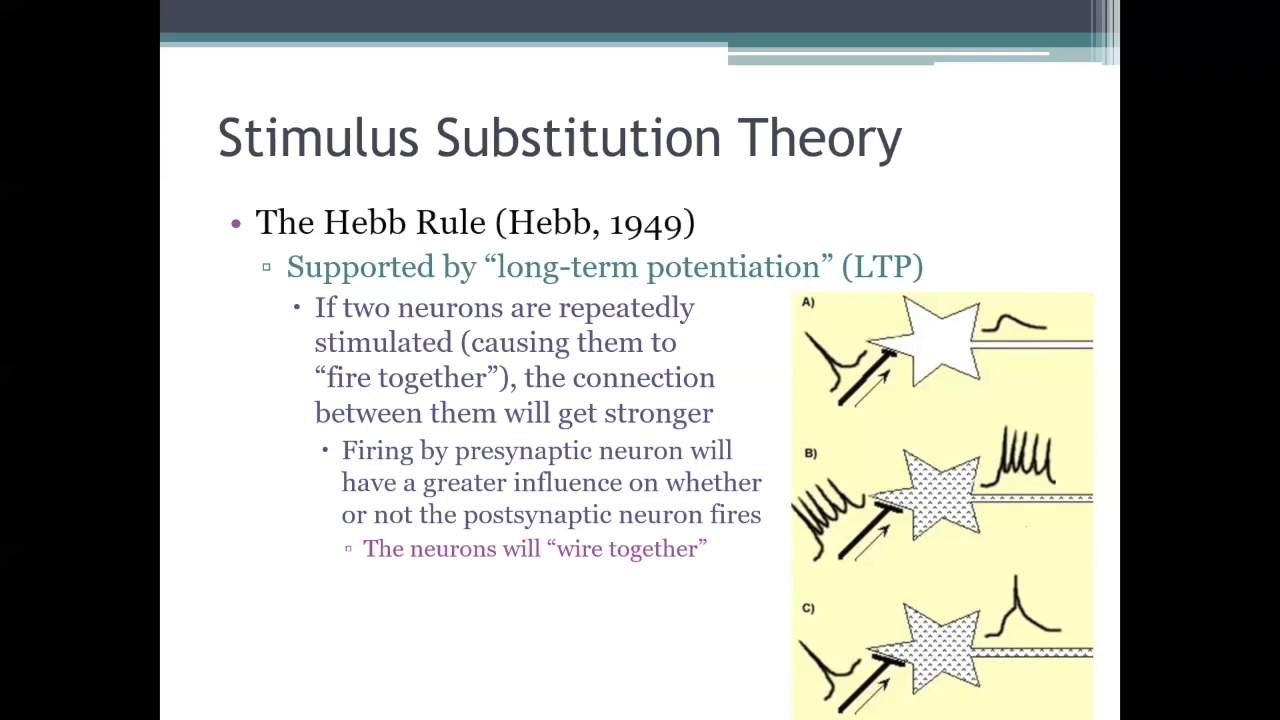 Stimulus Substitution Theory
• The Hebb Rule (Hebb, 1949)
▫ Supported by “long-term potentiation” (LTP)
▪ If two neurons are repeatedly
stimulated (causing them to
“fire together”), the connection
between them will get stronger
▪ Firing by presynaptic neuron will
have a greater influence on whether
or not the postsynaptic neuron fires
▫ The neurons will “wire together”
A)
B)
C)